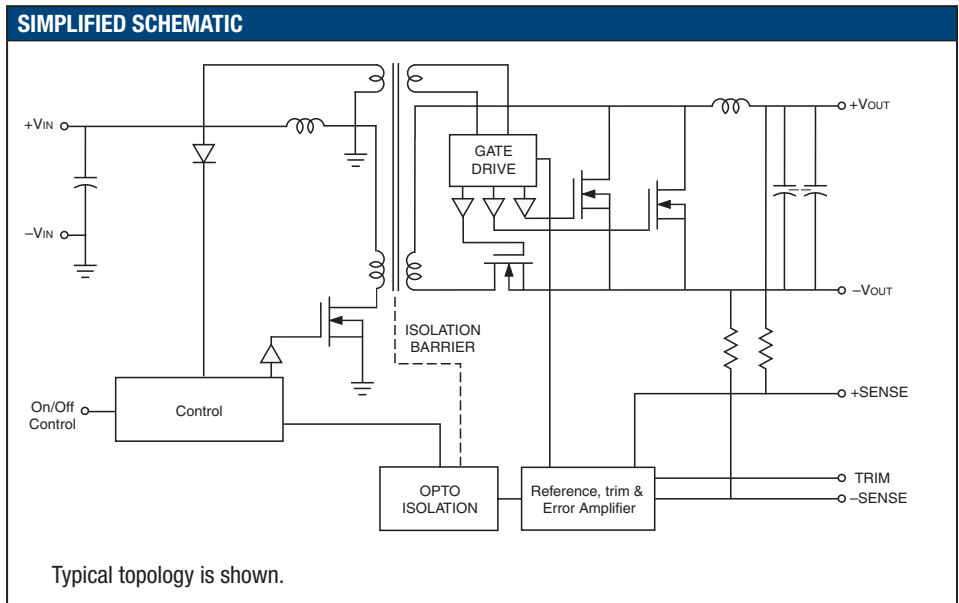 SIMPLIFIED SCHEMATIC
+VIN
−VIN
GATE
DRIVE
+VOUT
−VOUT
ISOLATION
BARRIER
On/Off
Control
Control
+SENSE
OPTO
ISOLATION
Reference, trim &
Error Amplifier
TRIM
−SENSE
Typical topology is shown.